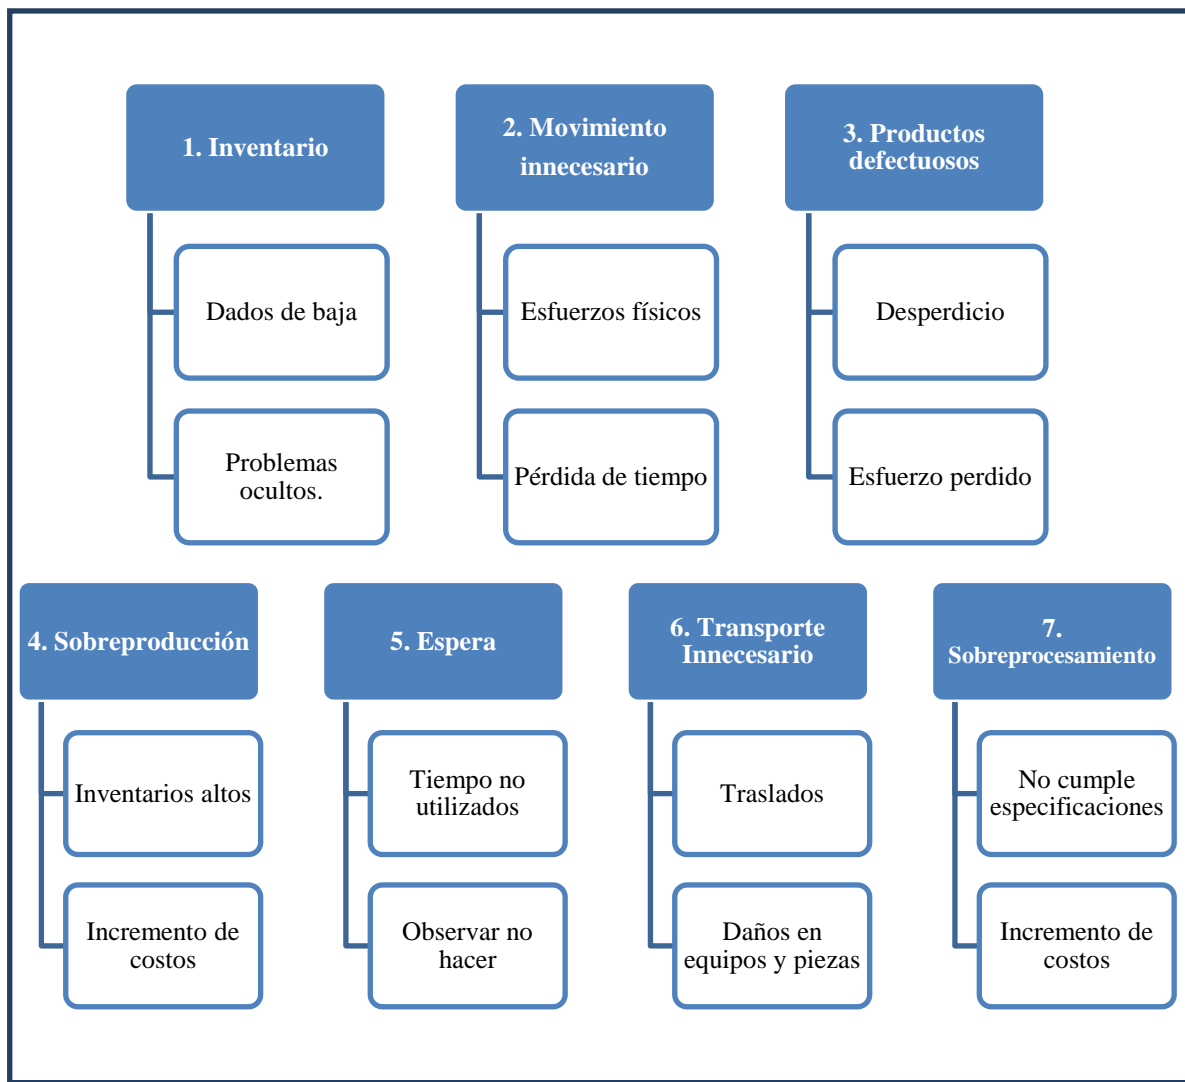 1. Inventario
Dados de baja
Problemas
ocultos.
2. Movimiento
innecesario
Esfuerzos físicos
Pérdida de tiempo
3. Productos
defectuosos
Desperdicio
Esfuerzo perdido
4. Sobreproducción
Inventarios altos
Incremento de
costos
5. Espera
Tiempo no
utilizados
Observar no
hacer
6. Transporte
Innecesario
Traslados
Daños en
equipos y piezas
7.
Sobreprocesamiento
No cumple
especificaciones
Incremento de
costos